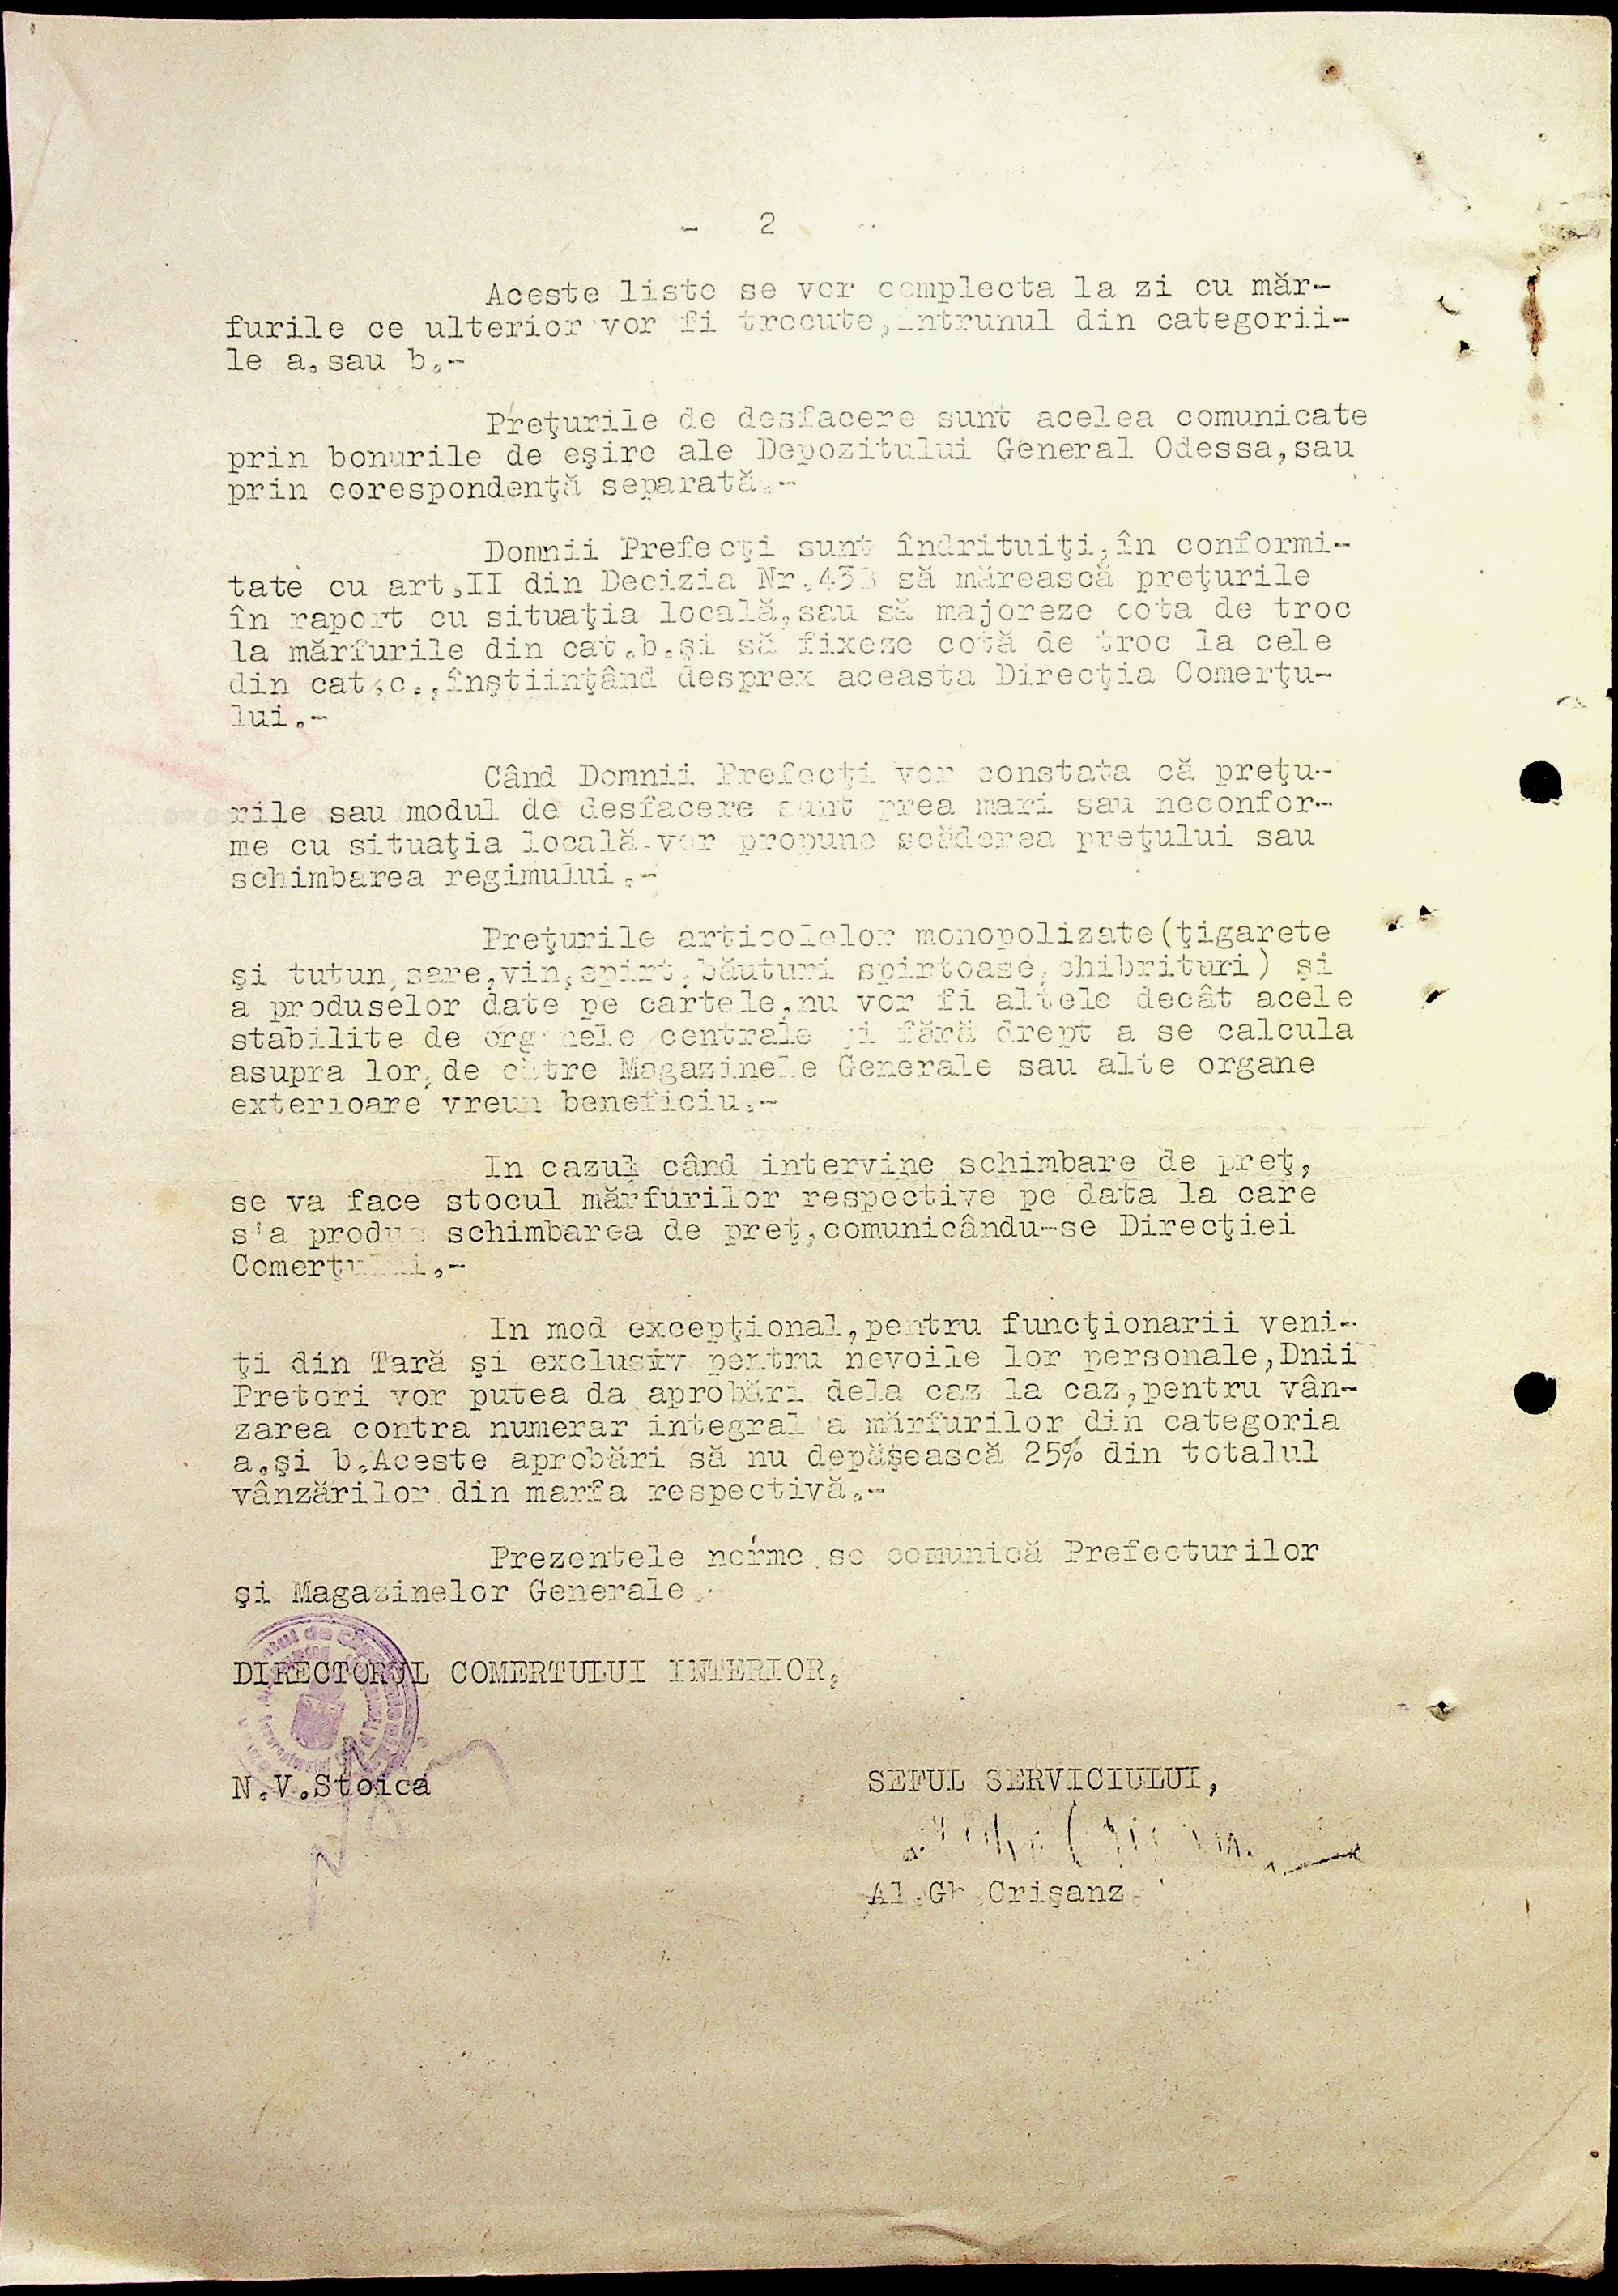 - 2
Aceste liste se vor complecta la zi cu măr-
furile ce ulterior vor fi trecute, intrunul din categorii-
le a.sau b.-
Preţurile de desfacere sunt acelea comunicate
prin bonurile de eşire ale Depozitului General Odessa,sau
prin corespondenţă separată.-
Domnii Prefecţi sunt îndrituiţi,în conformi-
tate cu art.II din Decizia Nr. să mărească preţurile
în raport cu situaţia locală,sau să majoreze cota de troc
la mărfurile din cat.b.şi să fixeze cotă de troc la cele
din cat.c.,înştiinţând desprex aceasta Direcţia Comerţu-
lui.-
Când Domnii Prefecţi vor constata că preţu-
rile sau modul de desfacere sunt prea mari sau neconfor-
me cu situaţia locală.vor propune scăderea preţului sau
schimbarea regimului.-
Preţurile articolelor monopolizate(ţigarete
şi tutun,sare,vin,spirt,băuturi spirtoase,chibrituri) şi
a produselor date pe cartele,nu vor fi altele decât acele
stabilite de organele centrale şi fără drept a se calcula
asupra lor,de către Magazinele Generale sau alte organe
exterioare vreun beneficiu.-
In cazul când intervine schimbare de preţ,
se va face stocul mărfurilor respective pe data la care
s'a produs schimbarea de preţ,comunicându-se Direcţiei
Comerţului.-
In mod excepţional,pentru funcţionarii veni-
ţi din Tară şi exclusiv pentru nevoile lor personale,Dnii
Pretori vor putea da aprobări dela caz la caz,pentru vân-
zarea contra numerar integral a mărfurilor din categoria
a.şi b.Aceste aprobări să nu depăşească 25% din totalul
vânzărilor din marfa respectivă.-
Prezentele norme se comunică Prefecturilor
şi Magazinelor Generale.
DIRECTORUL COMERTULUI INTERIOR,
N.V.Stoica
SEFUL SERVICIULUI,
Al.Gh.Crişanz